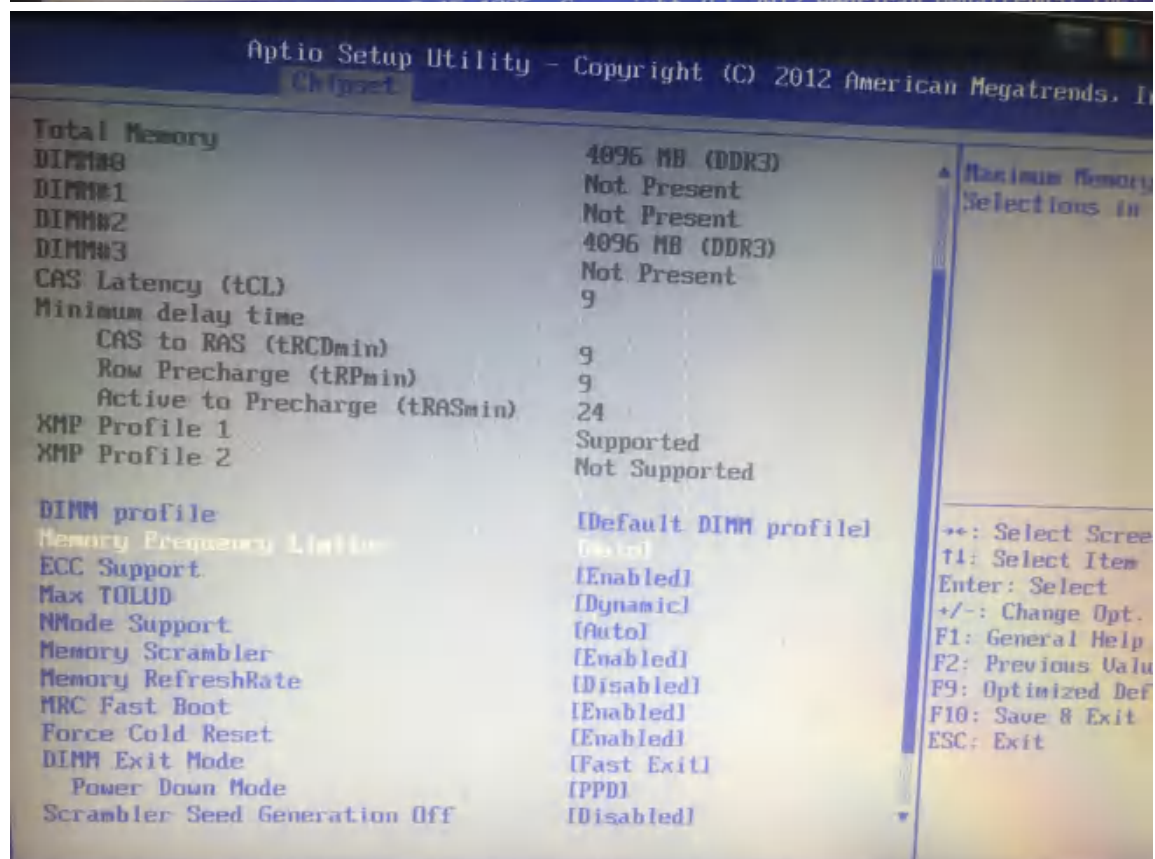 Aptio Setup Utility - Copyright (C) 2012 American Megatrends, I
Chipset
Total Memory 4096 MB (DDR3)
DIMM#0 Not Present
DIMM#1 Not Present
DIMM#2 4096 MB (DDR3)
DIMM#3 Not Present
CAS Latency (tCL) 9
Minimum delay time
CAS to RAS (tRCDmin) 9
Row Precharge (tRPmin) 9
Active to Precharge (tRASmin) 24
XMP Profile 1 Supported
XMP Profile 2 Not Supported
DIMM profile [Default DIMM profile]
Memory Frequency Limiter [Auto]
ECC Support [Enabled]
Max TOLUD [Dynamic]
NMode Support [Auto]
Memory Scrambler [Enabled]
Memory RefreshRate [Disabled]
MRC Fast Boot [Enabled]
Force Cold Reset [Enabled]
DIMM Exit Mode [Fast Exit]
Power Down Mode [PPD]
Scrambler Seed Generation Off [Disabled]
Maximum Memory
Selections in
→←: Select Scree
↑↓: Select Item
Enter: Select
+/-: Change Opt.
F1: General Help
F2: Previous Valu
F9: Optimized Def
F10: Save & Exit
ESC: Exit